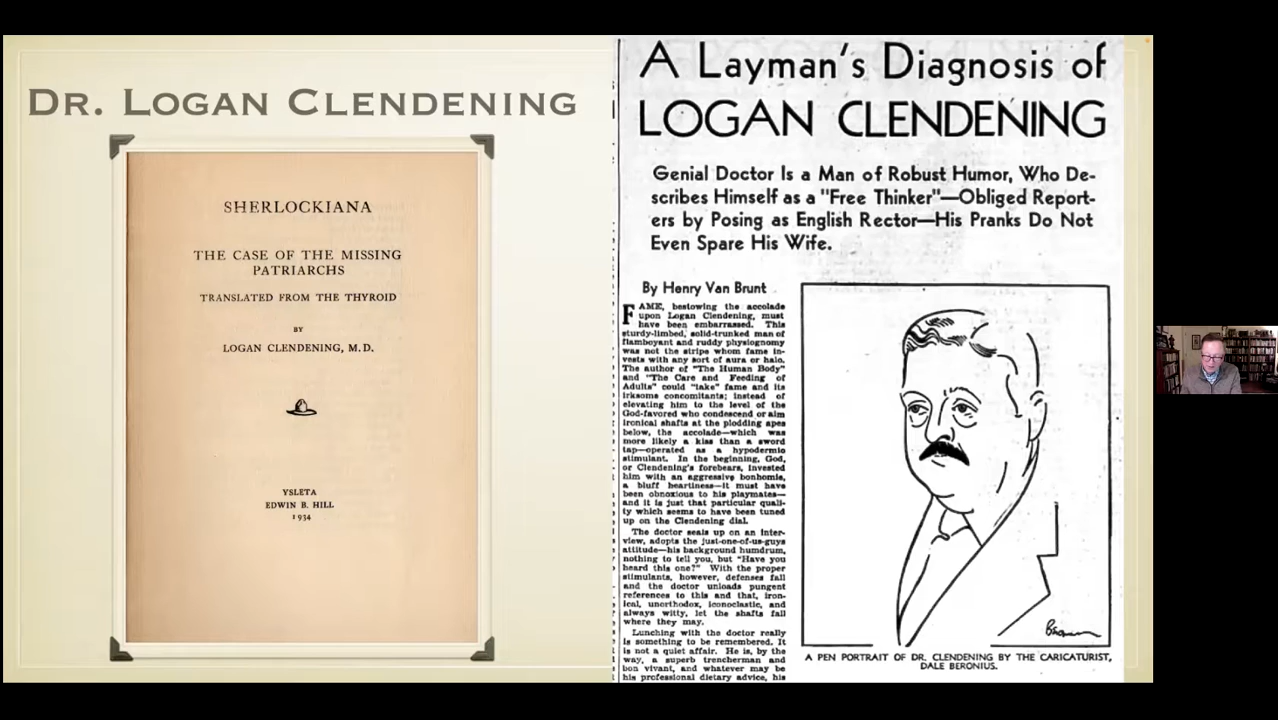 DR. LOGAN CLENDENING
SHERLOCKIANA
THE CASE OF THE MISSING
PATRIARCHS
TRANSLATED FROM THE THYROID
BY
LOGAN CLENDENING, M.D.
YSLETA
EDWIN B. HILL
1934
A Layman's Diagnosis of
LOGAN CLENDENING
Genial Doctor Is a Man of Robust Humor, Who De-
scribes Himself as a "Free Thinker"—Obliged Report-
ers by Posing as English Rector—His Pranks Do Not
Even Spare His Wife.
By Henry Van Brunt
FAME, bestowing the accolade
upon Logan Clendening, must
have been embarrassed. This
sturdy-limbed, solid-trunked man of
flamboyant and ruddy physiognomy
was not the stripe whom fame in-
vests with any sort of aura or halo.
The author of "The Human Body"
and "The Care and Feeding of
Adults" could "take" fame and its
irksome concomitants; instead of
elevating him to the level of the
God-favored who condescend or aim
ironical shafts at the plodding apes
below, the accolade—which was
more likely a kiss than a sword
tap—operated as a hypodermic
stimulant. In the beginning, God,
or Clendening's forebears, invested
him with an aggressive bonhomie,
a bluff heartiness—it must have
been obnoxious to his playmates—
and it is just that particular quali-
ty which seems to have been tuned
up on the Clendening dial.
The doctor seals up on an inter-
view, adopts the just-one-of-us-guys
attitude—his background humdrum,
nothing to tell you, but "Have you
heard this one?" With the proper
stimulants, however, defenses fall
and the doctor unloads pungent
references to this and that, iron-
ical, unorthodox, iconoclastic, and
always witty, let the shafts fall
where they may.
Lunching with the doctor really
is something to be remembered. It
is not a quiet affair. He is, by the
way, a superb trencherman and
bon vivant, and whatever may be
his professional dietary advice, his
A PEN PORTRAIT OF DR. CLENDENING BY THE CARICATURIST,
DALE BERONIUS.